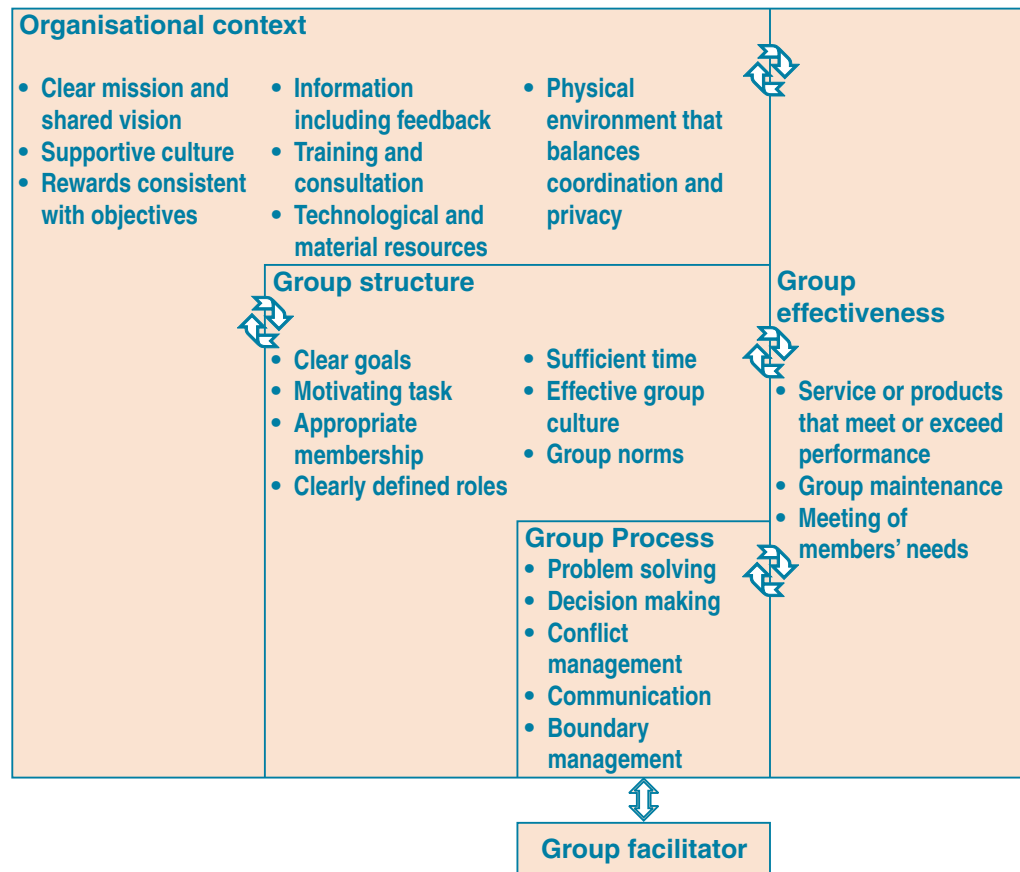 Organisational context
• Clear mission and
shared vision
• Supportive culture
• Rewards consistent
with objectives
• Information
including feedback
• Training and
consultation
• Technological and
material resources
• Physical
environment that
balances
coordination and
privacy
Group structure
• Clear goals
• Motivating task
• Appropriate
membership
• Clearly defined roles
• Sufficient time
• Effective group
culture
• Group norms
Group Process
• Problem solving
• Decision making
• Conflict
management
• Communication
• Boundary
management
Group
effectiveness
• Service or products
that meet or exceed
performance
• Group maintenance
• Meeting of
members’ needs
Group facilitator